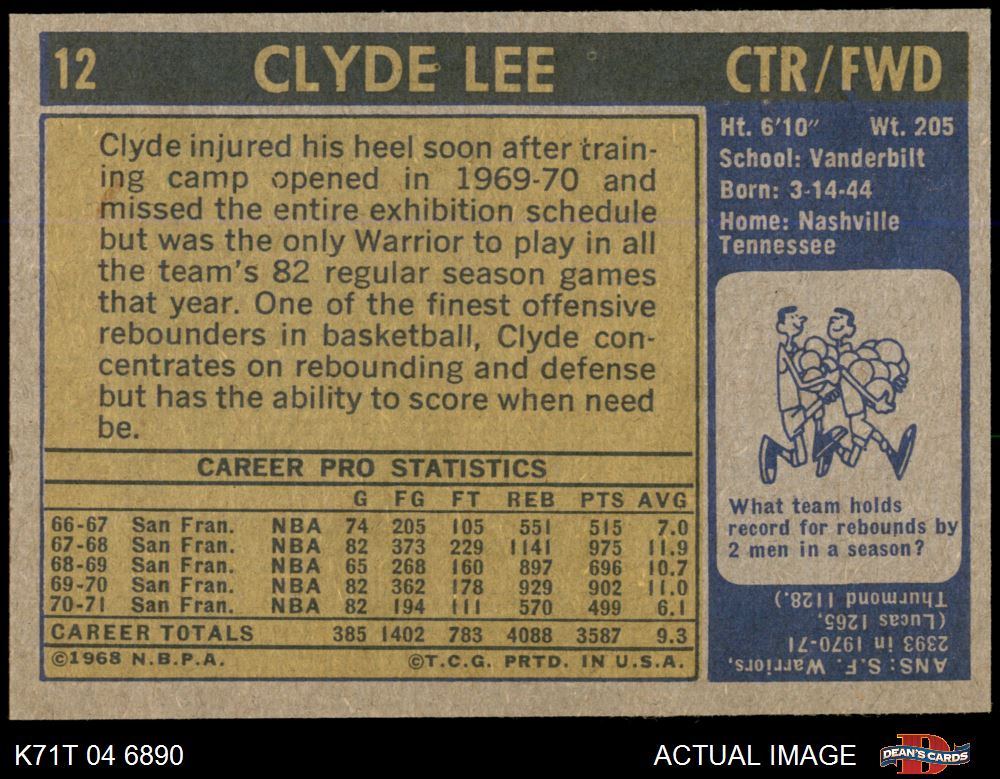 12 CLYDE LEE CTR/FWD
Ht. 6'10" Wt. 205
School: Vanderbilt
Born: 3-14-44
Home: Nashville
Tennessee
Clyde injured his heel soon after train-
ing camp opened in 1969-70 and
missed the entire exhibition schedule
but was the only Warrior to play in all
the team's 82 regular season games
that year. One of the finest offensive
rebounders in basketball, Clyde con-
centrates on rebounding and defense
but has the ability to score when need
be.
CAREER PRO STATISTICS
G FG FT REB PTS AVG
66-67 San Fran. NBA 74 205 105 551 515 7.0
67-68 San Fran. NBA 82 373 229 1141 975 11.9
68-69 San Fran. NBA 65 268 160 897 696 10.7
69-70 San Fran. NBA 82 362 178 929 902 11.0
70-71 San Fran. NBA 82 194 111 570 499 6.1
CAREER TOTALS 385 1402 783 4088 3587 9.3
©1968 N.B.P.A. ©T.C.G. PRTD. IN U.S.A.
What team holds
record for rebounds by
2 men in a season?
ANS: S.F. Warriors,
2393 in 1970-71
(Lucas 1265,
Thurmond 1128.)
K71T 04 6890 ACTUAL IMAGE DEAN'S CARDS